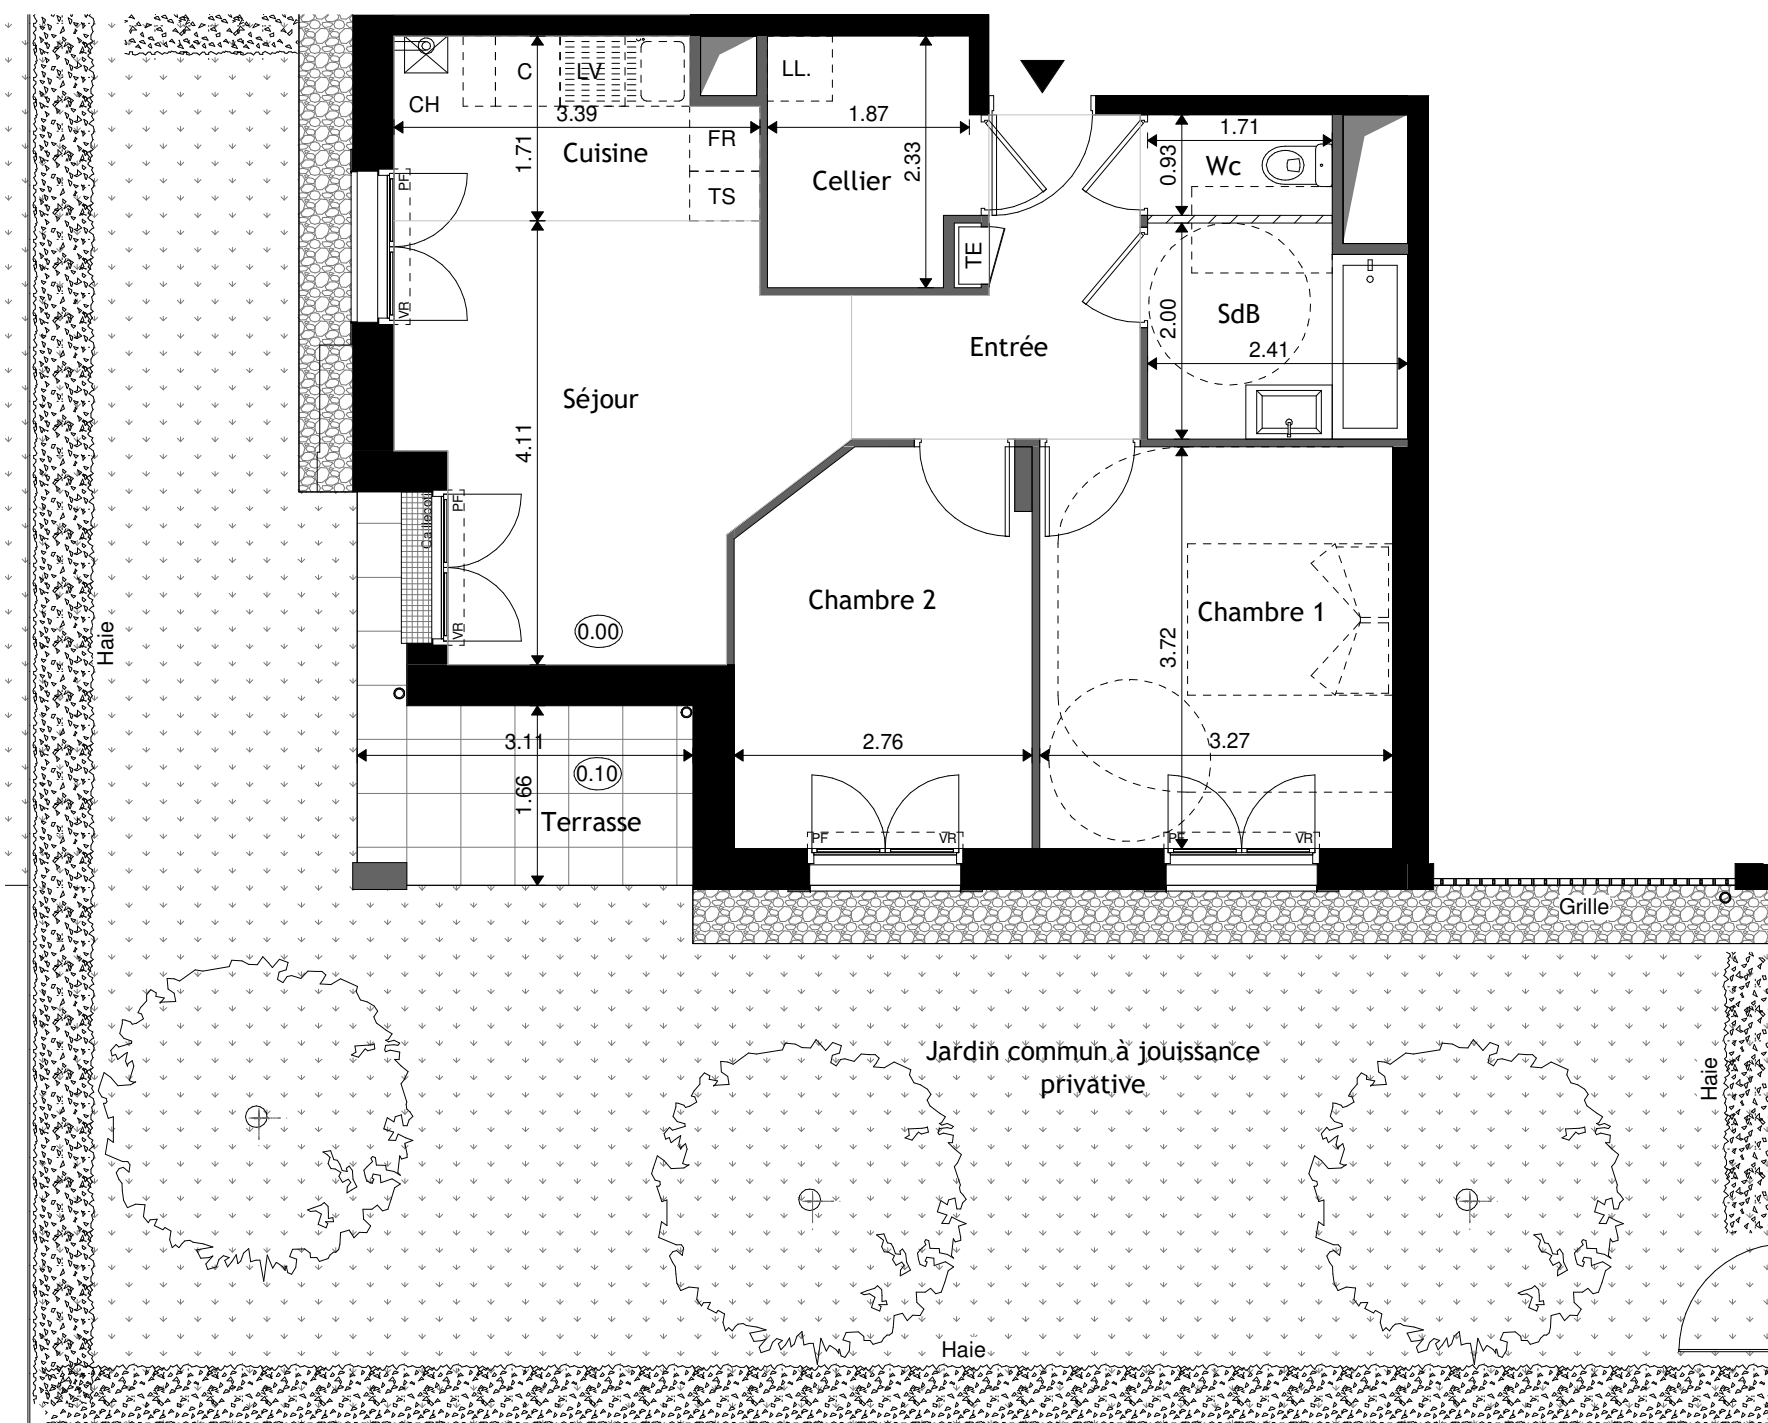 C
LV
LL.
CH
3.39
1.87
1.71
FR
1.71
Cuisine
2.33
0.93
Wc
Cellier
PF
TS
TE
VR
2.00
SdB
Entrée
2.41
Séjour
4.11
PF
Caillebotis
Chambre 2
Chambre 1
0.00
VR
Haie
3.72
3.11
2.76
3.27
0.10
1.66
Terrasse
PF
VR
PF
VR
Grille
Jardin commun à jouissance
privative
Haie
Haie